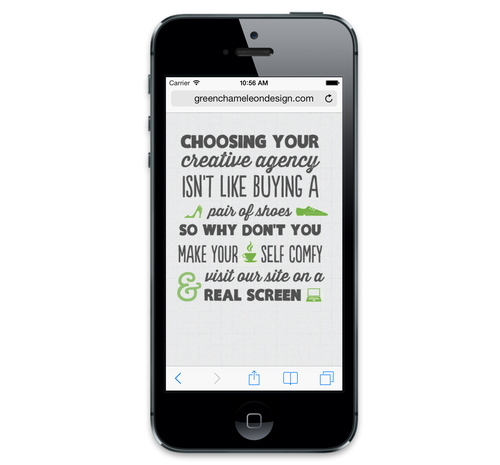 Carrier 10:56 AM
greenchameleondesign.com
CHOOSING YOUR
creative agency
ISN'T LIKE BUYING A
pair of shoes
SO WHY DON'T YOU
MAKE YOUR SELF COMFY
& visit our site on a
REAL SCREEN